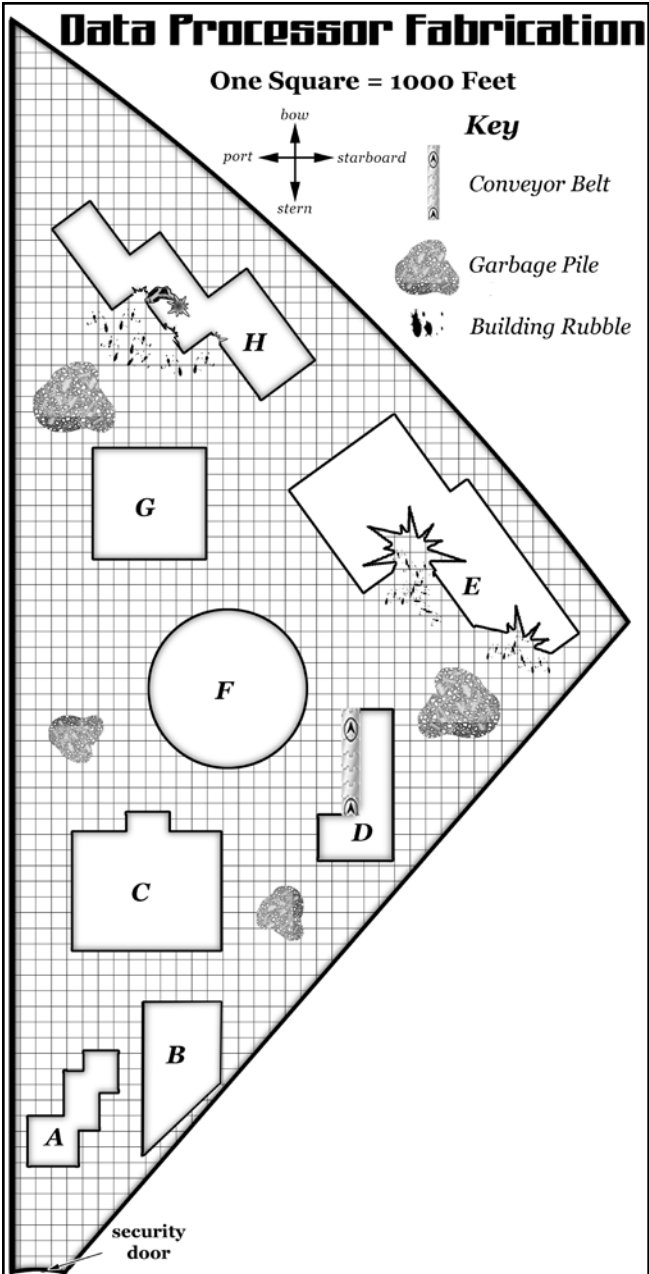 Data Processor Fabrication
One Square = 1000 Feet
bow
port
starboard
stern
Key
Conveyor Belt
Garbage Pile
Building Rubble
H
G
E
F
D
C
B
A
security
door